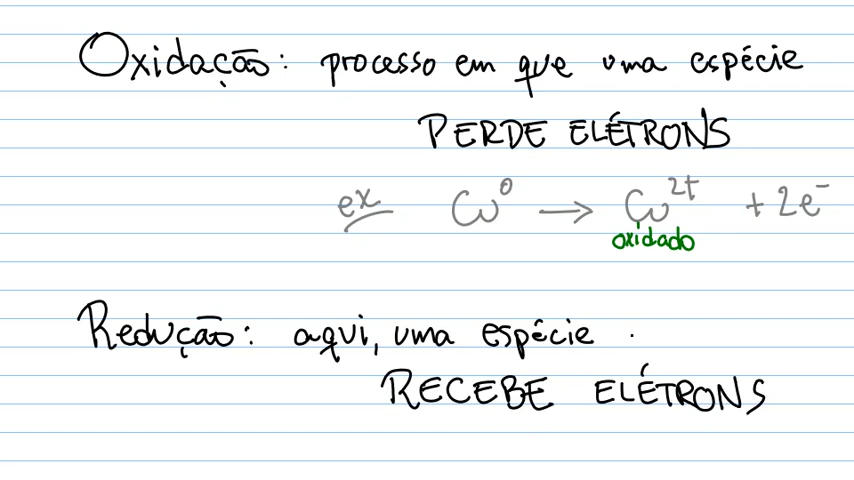 Oxidação: processo em que uma espécie
PERDE ELÉTRONS
ex Cu⁰ → Cu²⁺ + 2e⁻
oxidado
Redução: aqui, uma espécie
RECEBE ELÉTRONS